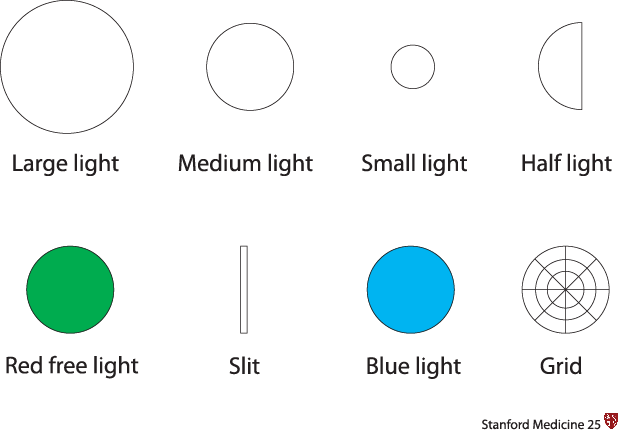 Large light
Medium light
Small light
Half light
Red free light
Slit
Blue light
Grid
Stanford Medicine 25